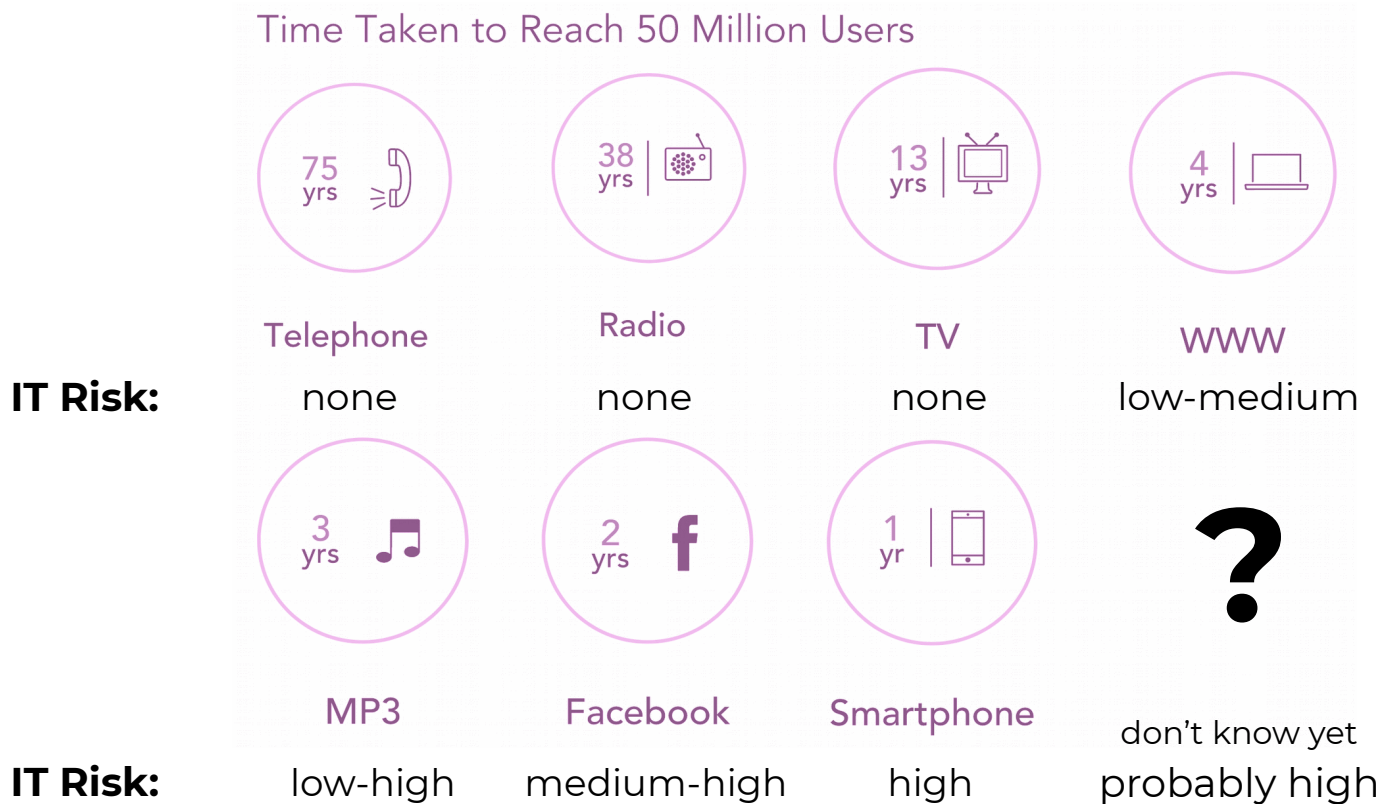 Time Taken to Reach 50 Million Users
75 yrs
38 yrs
13 yrs
4 yrs
Telephone
Radio
TV
WWW
IT Risk: none none none low-medium
3 yrs
2 yrs
f
1 yr
?
MP3
Facebook
Smartphone
don’t know yet
IT Risk: low-high medium-high high probably high